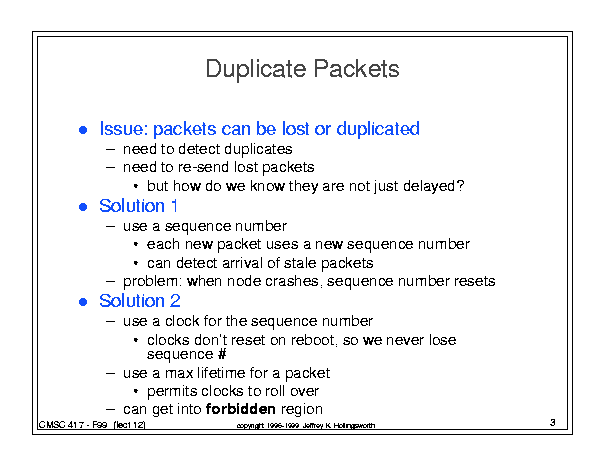 Duplicate Packets
● Issue: packets can be lost or duplicated
– need to detect duplicates
– need to re-send lost packets
• but how do we know they are not just delayed?
● Solution 1
– use a sequence number
• each new packet uses a new sequence number
• can detect arrival of stale packets
– problem: when node crashes, sequence number resets
● Solution 2
– use a clock for the sequence number
• clocks don't reset on reboot, so we never lose
sequence #
– use a max lifetime for a packet
• permits clocks to roll over
– can get into forbidden region
CMSC 417 - F99 (lect 12)
copyright 1996-1999 Jeffrey K. Hollingsworth
3